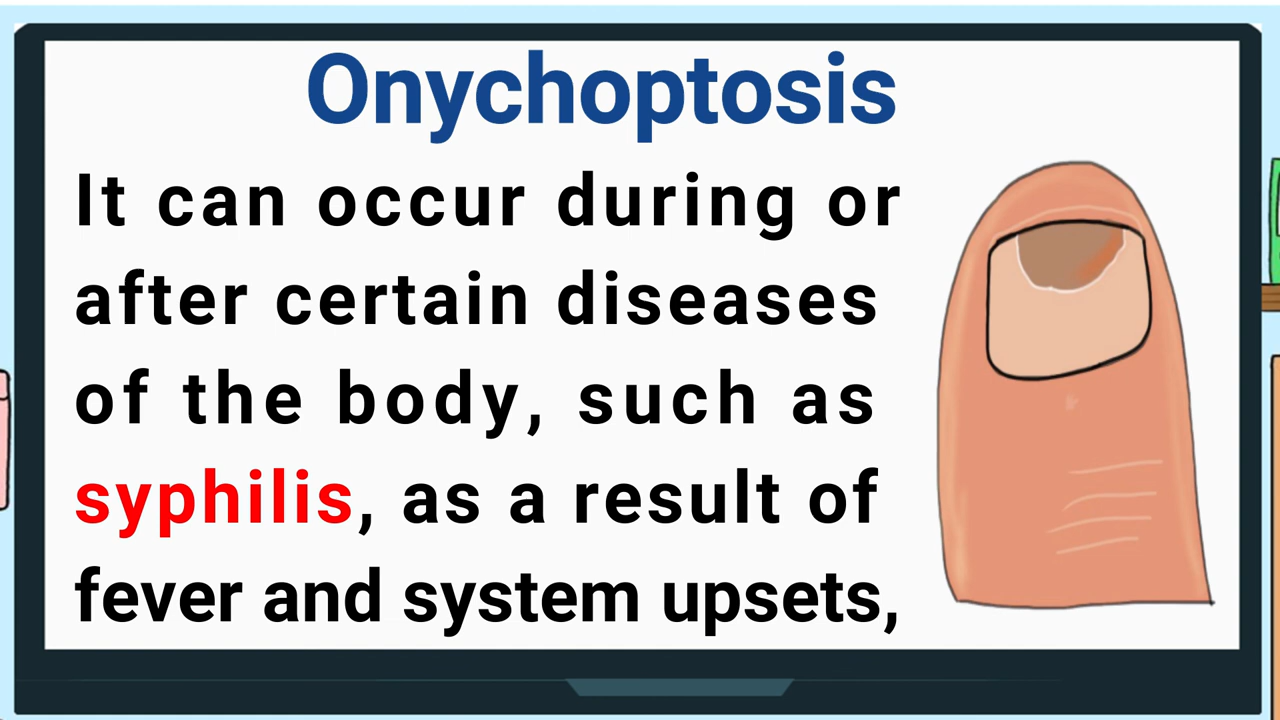 Onychoptosis
It can occur during or
after certain diseases
of the body, such as
syphilis, as a result of
fever and system upsets,